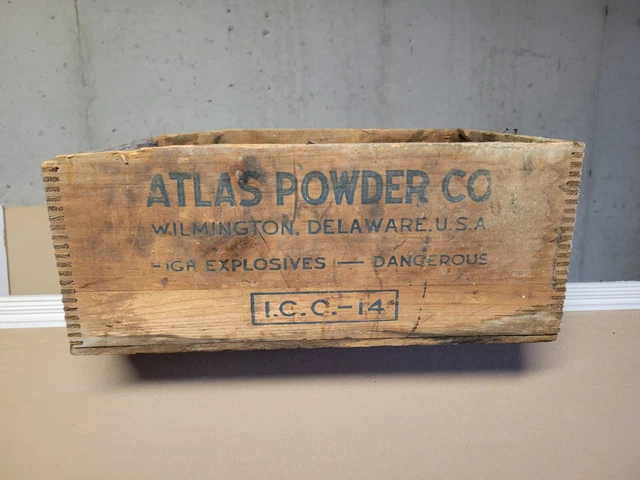 ATLAS POWDER CO
WILMINGTON, DELAWARE. U.S.A
HIGH EXPLOSIVES — DANGEROUS
I.C.C.-14